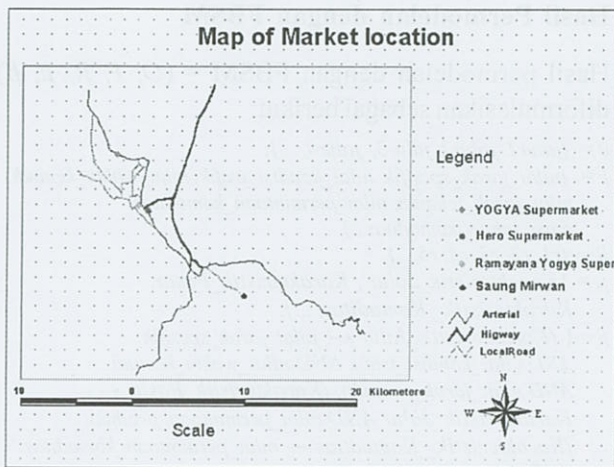 Map of Market location
Legend
YOGYA Supermarket
Hero Supermarket
Ramayana Yogya Super
Saung Mirwan
Arterial
Higway
LocalRoad
10 0 10 20 Kilometers
Scale
N
W E
S